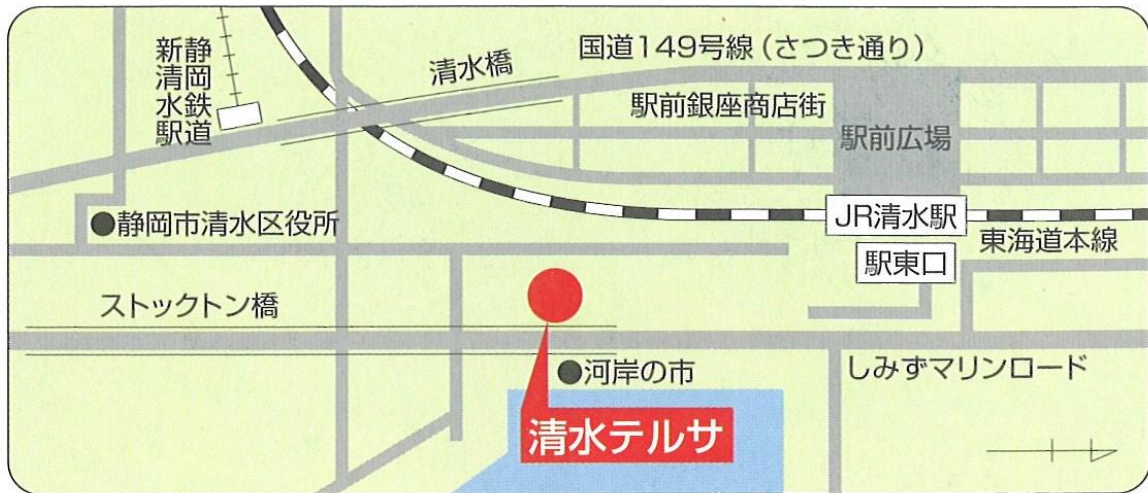 国道149号線（さつき通り）
清水橋
静岡鉄道
新清水駅
駅前銀座商店街
駅前広場
JR清水駅
●静岡市清水区役所
東海道本線
駅東口
ストックトン橋
●河岸の市
しみずマリンロード
清水テルサ